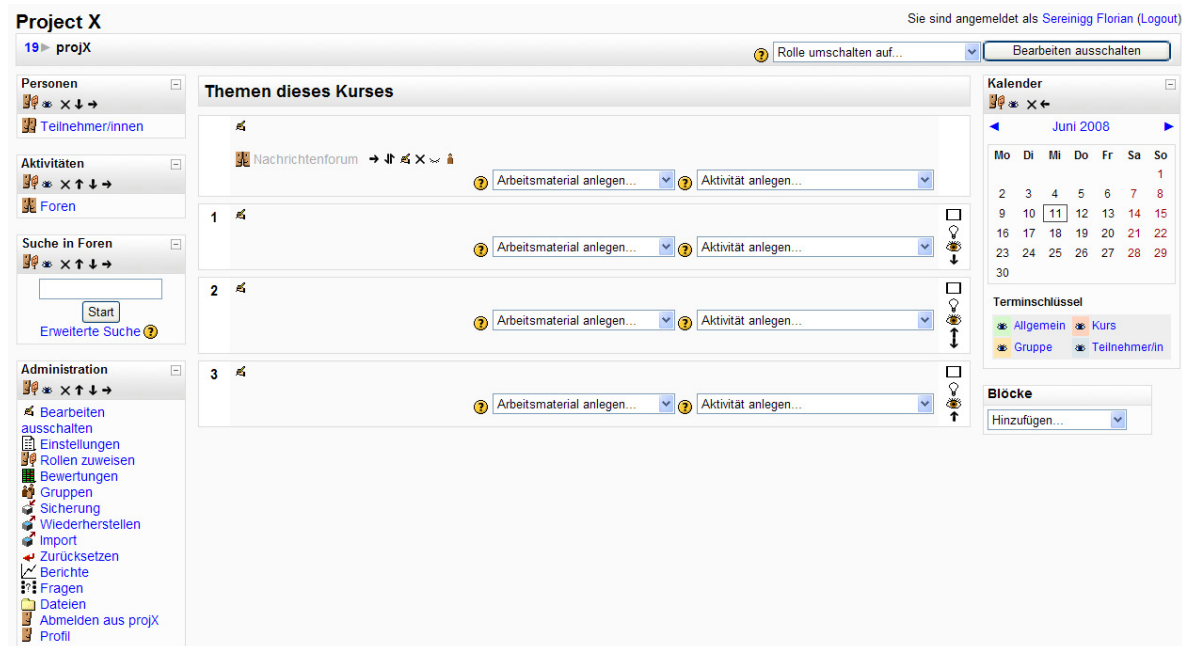 Project X
Sie sind angemeldet als Sereinigg Florian (Logout)
19 ► projX
Rolle umschalten auf...
Bearbeiten ausschalten
Personen
Teilnehmer/innen
Aktivitäten
Foren
Suche in Foren
Start
Erweiterte Suche
Administration
Bearbeiten
ausschalten
Einstellungen
Rollen zuweisen
Bewertungen
Gruppen
Sicherung
Wiederherstellen
Import
Zurücksetzen
Berichte
Fragen
Dateien
Abmelden aus projX
Profil
Themen dieses Kurses
Nachrichtenforum
Arbeitsmaterial anlegen... Aktivität anlegen...
1
Arbeitsmaterial anlegen... Aktivität anlegen...
2
Arbeitsmaterial anlegen... Aktivität anlegen...
3
Arbeitsmaterial anlegen... Aktivität anlegen...
Kalender
◄ Juni 2008 ►
Mo Di Mi Do Fr Sa So
1
2 3 4 5 6 7 8
9 10 11 12 13 14 15
16 17 18 19 20 21 22
23 24 25 26 27 28 29
30
Terminschlüssel
Allgemein Kurs
Gruppe Teilnehmer/in
Blöcke
Hinzufügen...